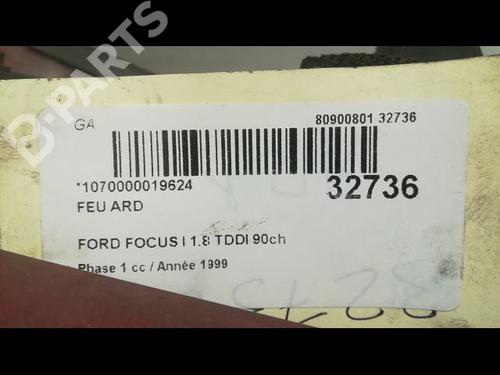 B-PARTS
GA
80900801 32736
*1070000019624
32736
FEU ARD
FORD FOCUS I 1.8 TDDI 90ch
Phase 1 cc / Année 1999